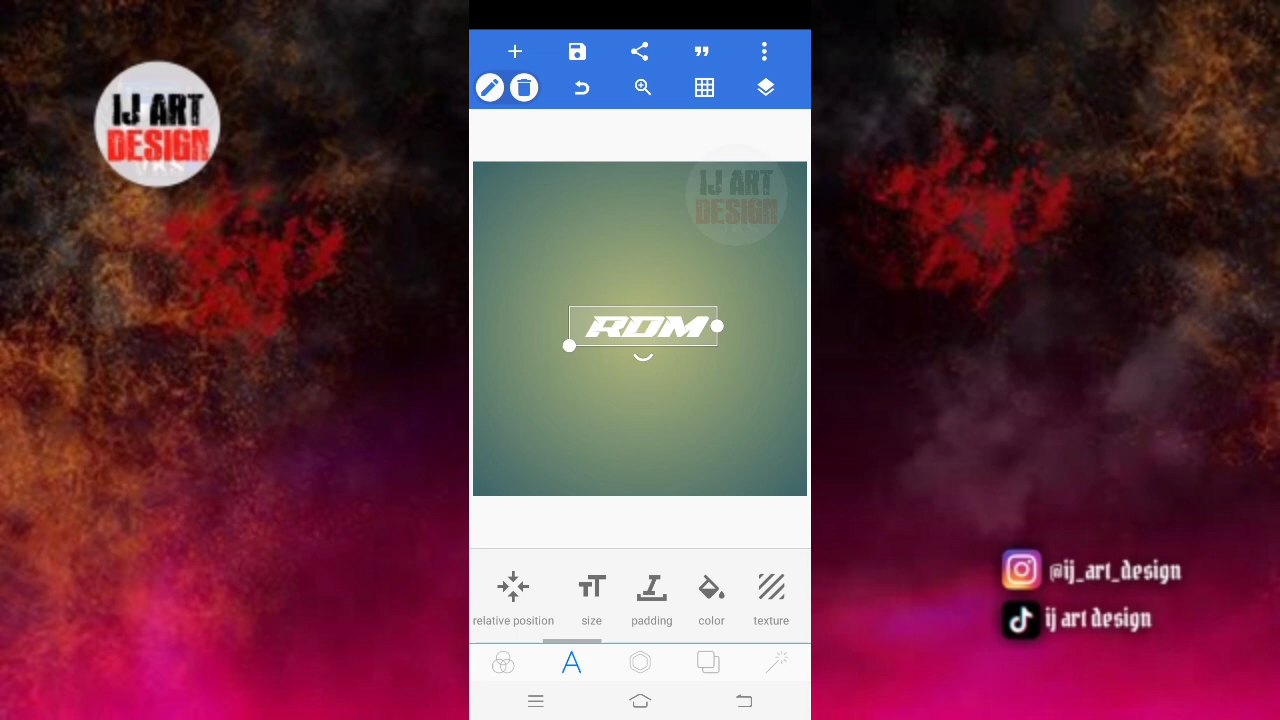 IJ ART
DESIGN
IJ ART
DESIGN
RDM
relative position
size
padding
color
texture
@ij_art_design
ij art design